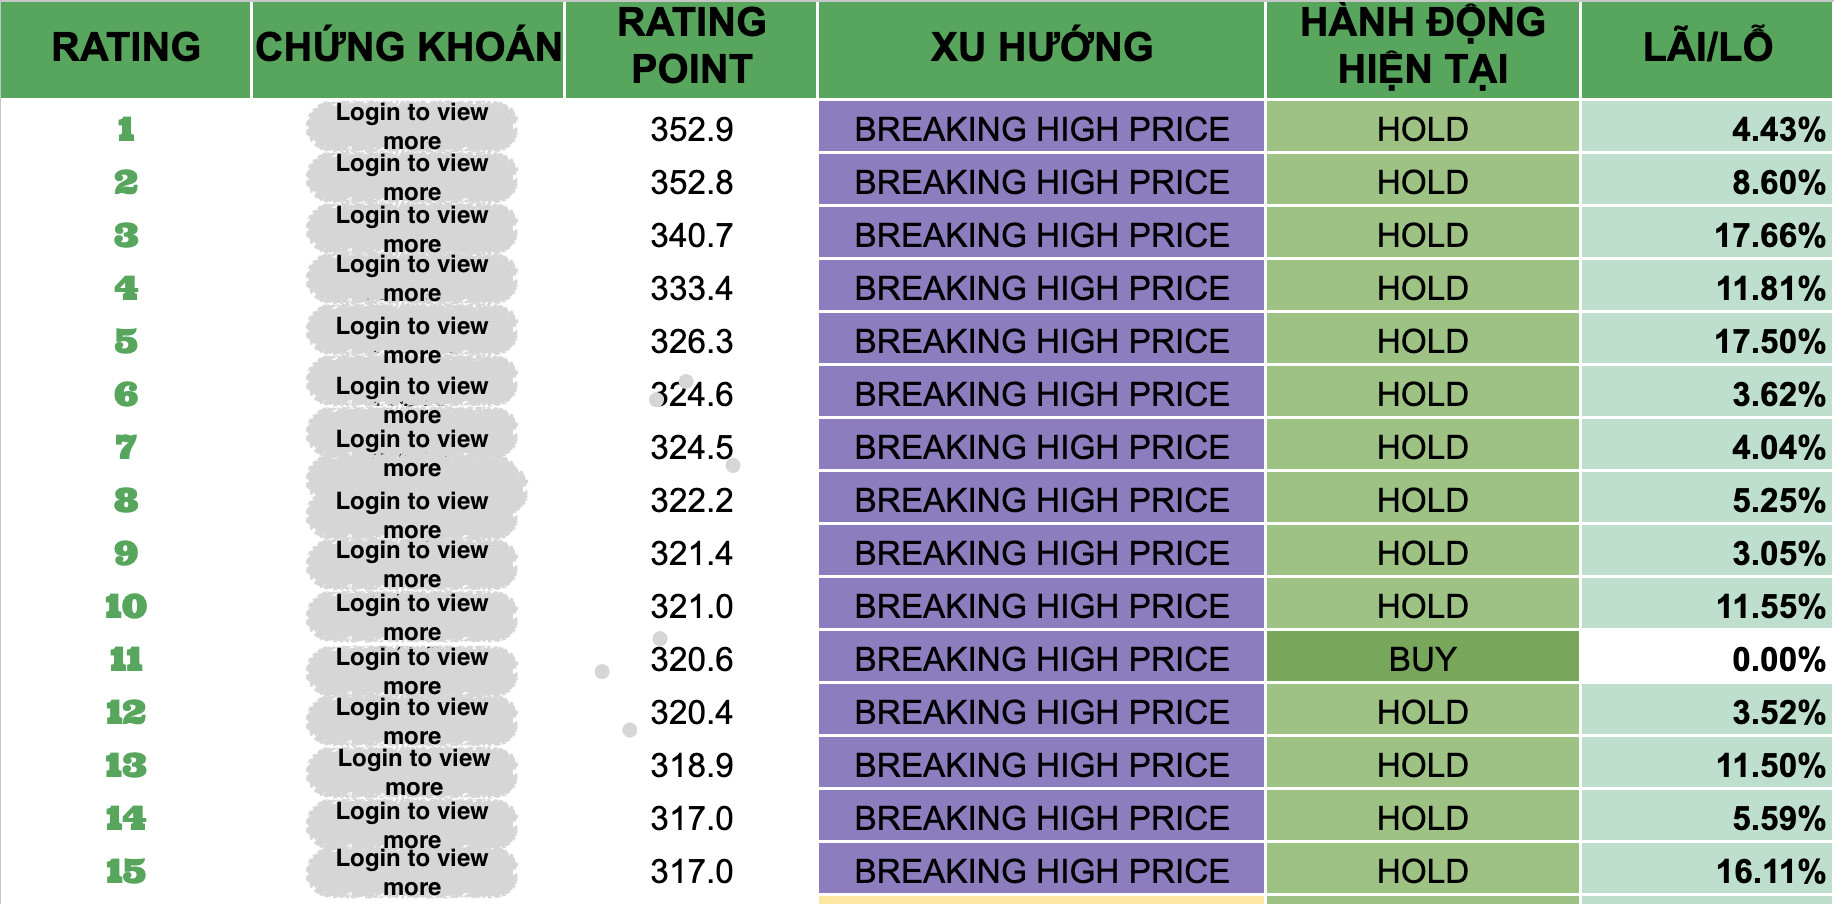 RATING CHỨNG KHOÁN RATING POINT XU HƯỚNG HÀNH ĐỘNG HIỆN TẠI LÃI/LỖ
1 Login to view more 352.9 BREAKING HIGH PRICE HOLD 4.43%
2 Login to view more 352.8 BREAKING HIGH PRICE HOLD 8.60%
3 Login to view more 340.7 BREAKING HIGH PRICE HOLD 17.66%
4 Login to view more 333.4 BREAKING HIGH PRICE HOLD 11.81%
5 Login to view more 326.3 BREAKING HIGH PRICE HOLD 17.50%
6 Login to view more 324.6 BREAKING HIGH PRICE HOLD 3.62%
7 Login to view more 324.5 BREAKING HIGH PRICE HOLD 4.04%
8 Login to view more 322.2 BREAKING HIGH PRICE HOLD 5.25%
9 Login to view more 321.4 BREAKING HIGH PRICE HOLD 3.05%
10 Login to view more 321.0 BREAKING HIGH PRICE HOLD 11.55%
11 Login to view more 320.6 BREAKING HIGH PRICE BUY 0.00%
12 Login to view more 320.4 BREAKING HIGH PRICE HOLD 3.52%
13 Login to view more 318.9 BREAKING HIGH PRICE HOLD 11.50%
14 Login to view more 317.0 BREAKING HIGH PRICE HOLD 5.59%
15 Login to view more 317.0 BREAKING HIGH PRICE HOLD 16.11%